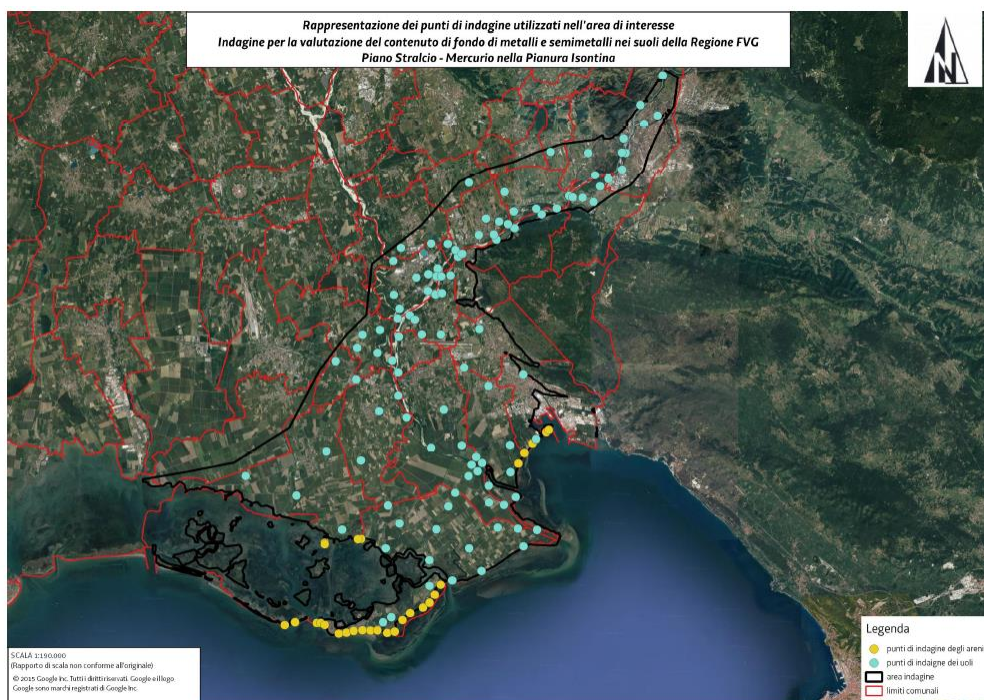 Rappresentazione dei punti di indagine utilizzati nell'area di interesse
Indagine per la valutazione del contenuto di fondo di metalli e semimetalli nei suoli della Regione FVG
Piano Stralcio - Mercurio nella Pianura Isontina
N
SCALA 1:190.000
(Rapporto di scala non conforme all'originale)
© 2015 Google Inc. Tutti i diritti riservati. Google e il logo
Google sono marchi registrati di Google Inc.
Legenda
punti di indagine degli areni
punti di indaigne dei uoli
area indagine
limiti comunali